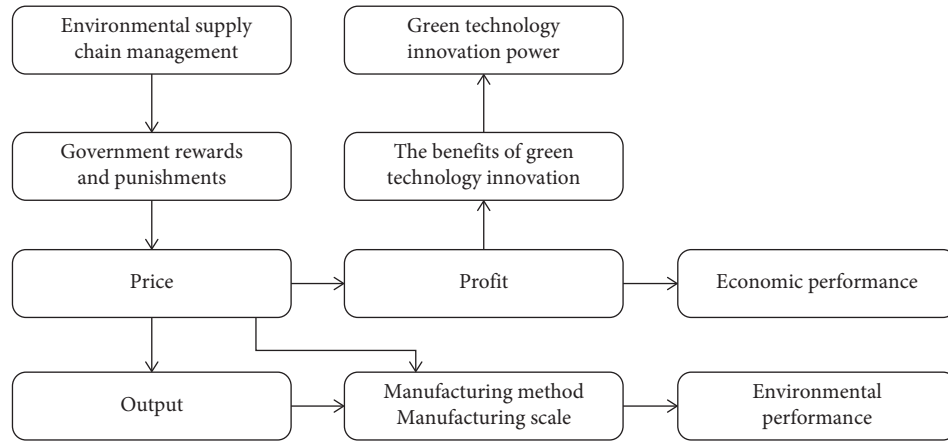 Environmental supply
chain management
Green technology
innovation power
Government rewards
and punishments
The benefits of green
technology innovation
Price
Profit
Economic performance
Output
Manufacturing method
Manufacturing scale
Environmental
performance